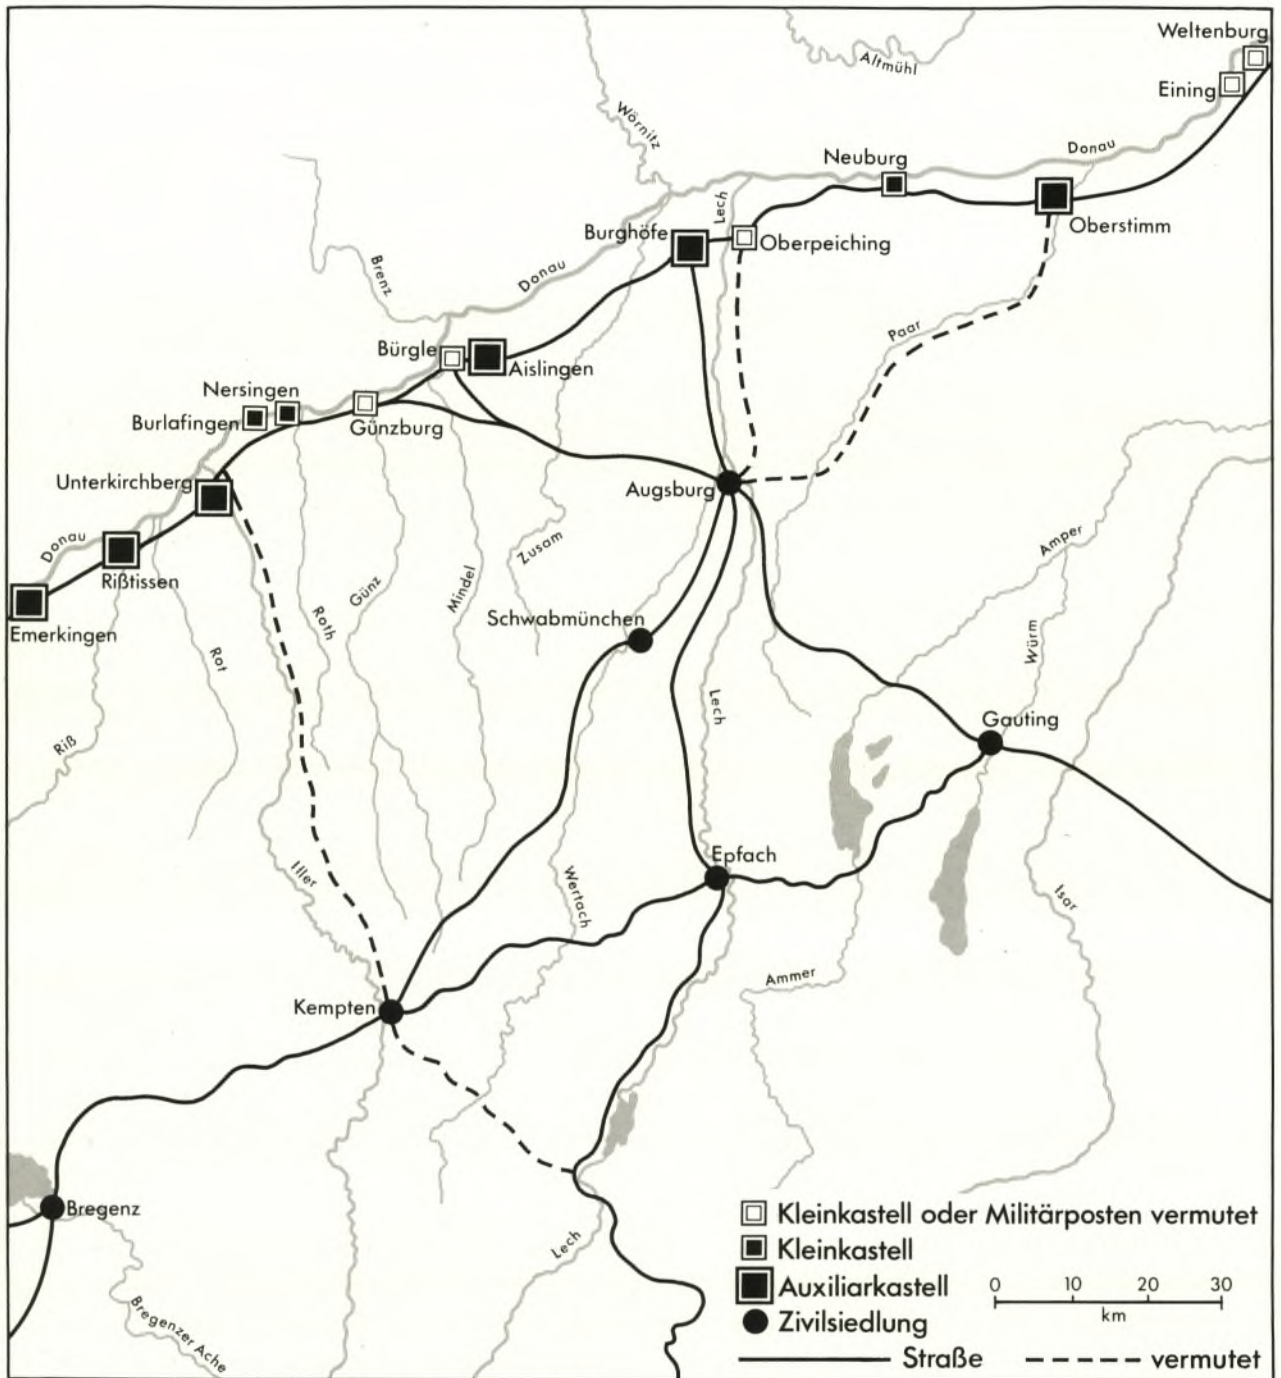 Weltenburg
Altmühl
Eining
Wörnitz
Donau
Neuburg
Lech
Burghöfe
Oberpeiching
Oberstimm
Brenz
Donau
Paar
Bürgle
Aislingen
Nersingen
Burlafingen
Günzburg
Unterkirchberg
Augsburg
Donau
Zusam
Amper
Rißtissen
Günz
Mindel
Emerkingen
Roth
Schwabmünchen
Würm
Rot
Lech
Gauting
Riß
Epfach
Iller
Wertach
Isar
Ammer
Kempten
Bregenz
Lech
Bregenzer Ache
Kleinkastell oder Militärposten vermutet
Kleinkastell
Auxiliarkastell
0 10 20 30
km
Zivilsiedlung
Straße vermutet